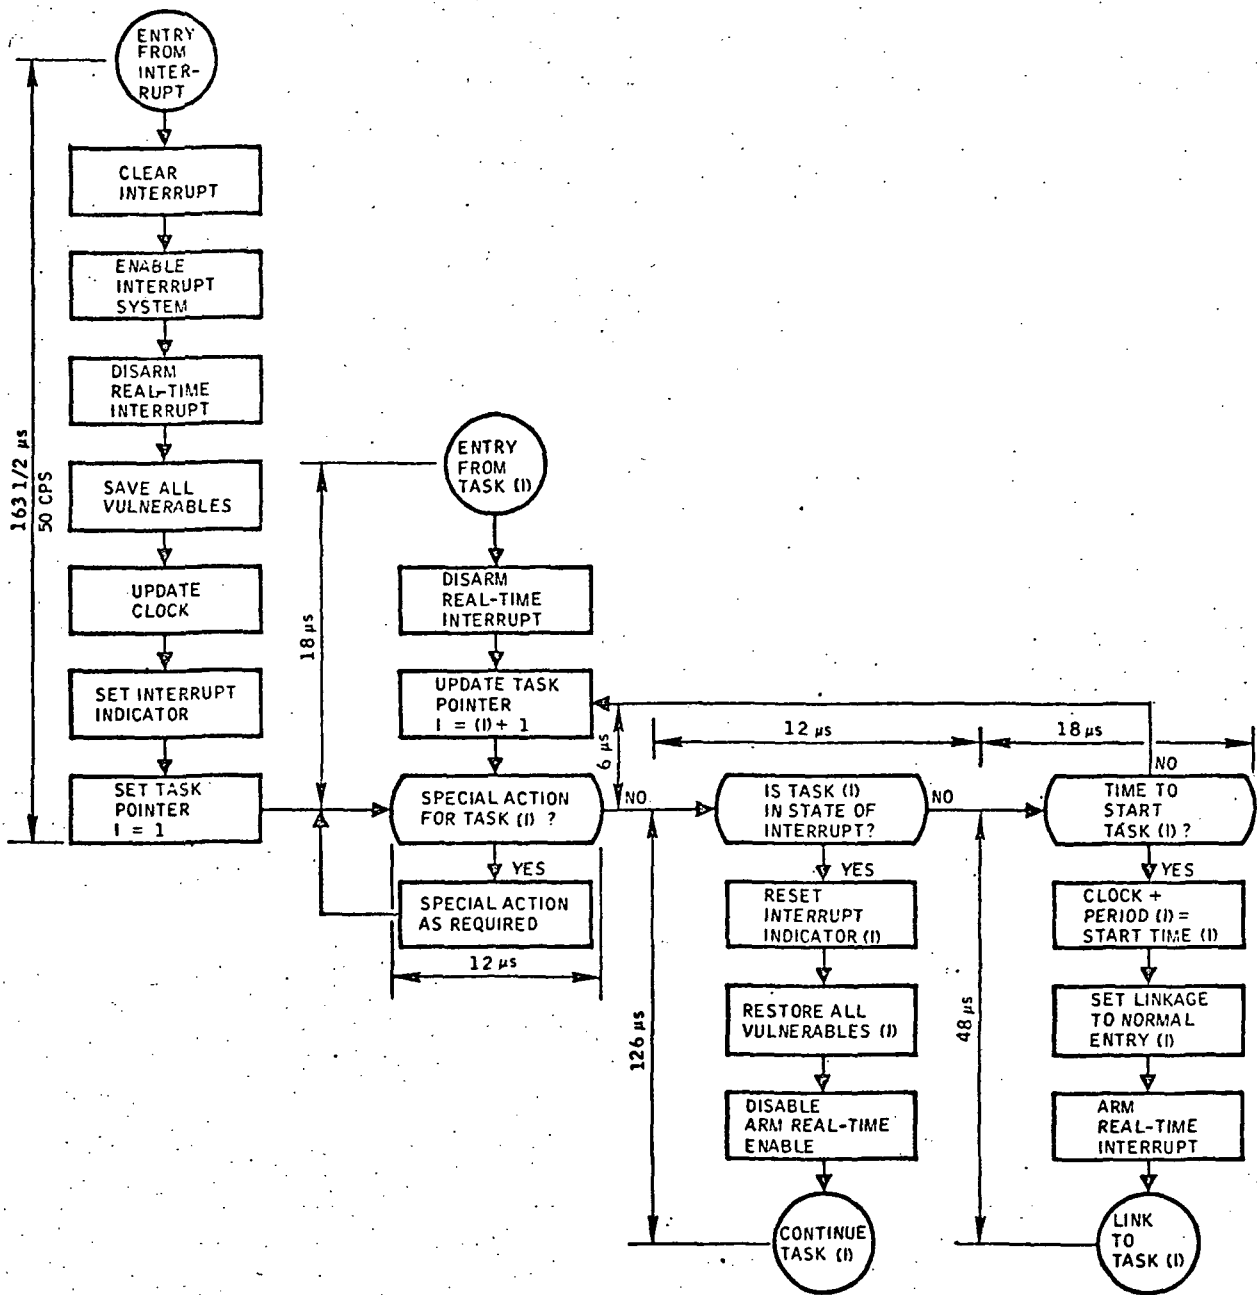 ENTRY
FROM
INTER-
RUPT
CLEAR
INTERRUPT
ENABLE
INTERRUPT
SYSTEM
DISARM
REAL-TIME
INTERRUPT
SAVE ALL
VULNERABLES
UPDATE
CLOCK
SET INTERRUPT
INDICATOR
SET TASK
POINTER
I = 1
163 1/2 µs
50 CPS
ENTRY
FROM
TASK (I)
DISARM
REAL-TIME
INTERRUPT
UPDATE TASK
POINTER
I = (I) + 1
18 µs
SPECIAL ACTION
FOR TASK (I) ?
NO
YES
SPECIAL ACTION
AS REQUIRED
12 µs
6 µs
12 µs
18 µs
IS TASK (I)
IN STATE OF
INTERRUPT?
NO
YES
RESET
INTERRUPT
INDICATOR (I)
RESTORE ALL
VULNERABLES (I)
DISABLE
ARM REAL-TIME
ENABLE
CONTINUE
TASK (I)
126 µs
NO
TIME TO
START
TASK (I) ?
YES
CLOCK +
PERIOD (I) =
START TIME (I)
SET LINKAGE
TO NORMAL
ENTRY (I)
ARM
REAL-TIME
INTERRUPT
LINK
TO
TASK (I)
48 µs